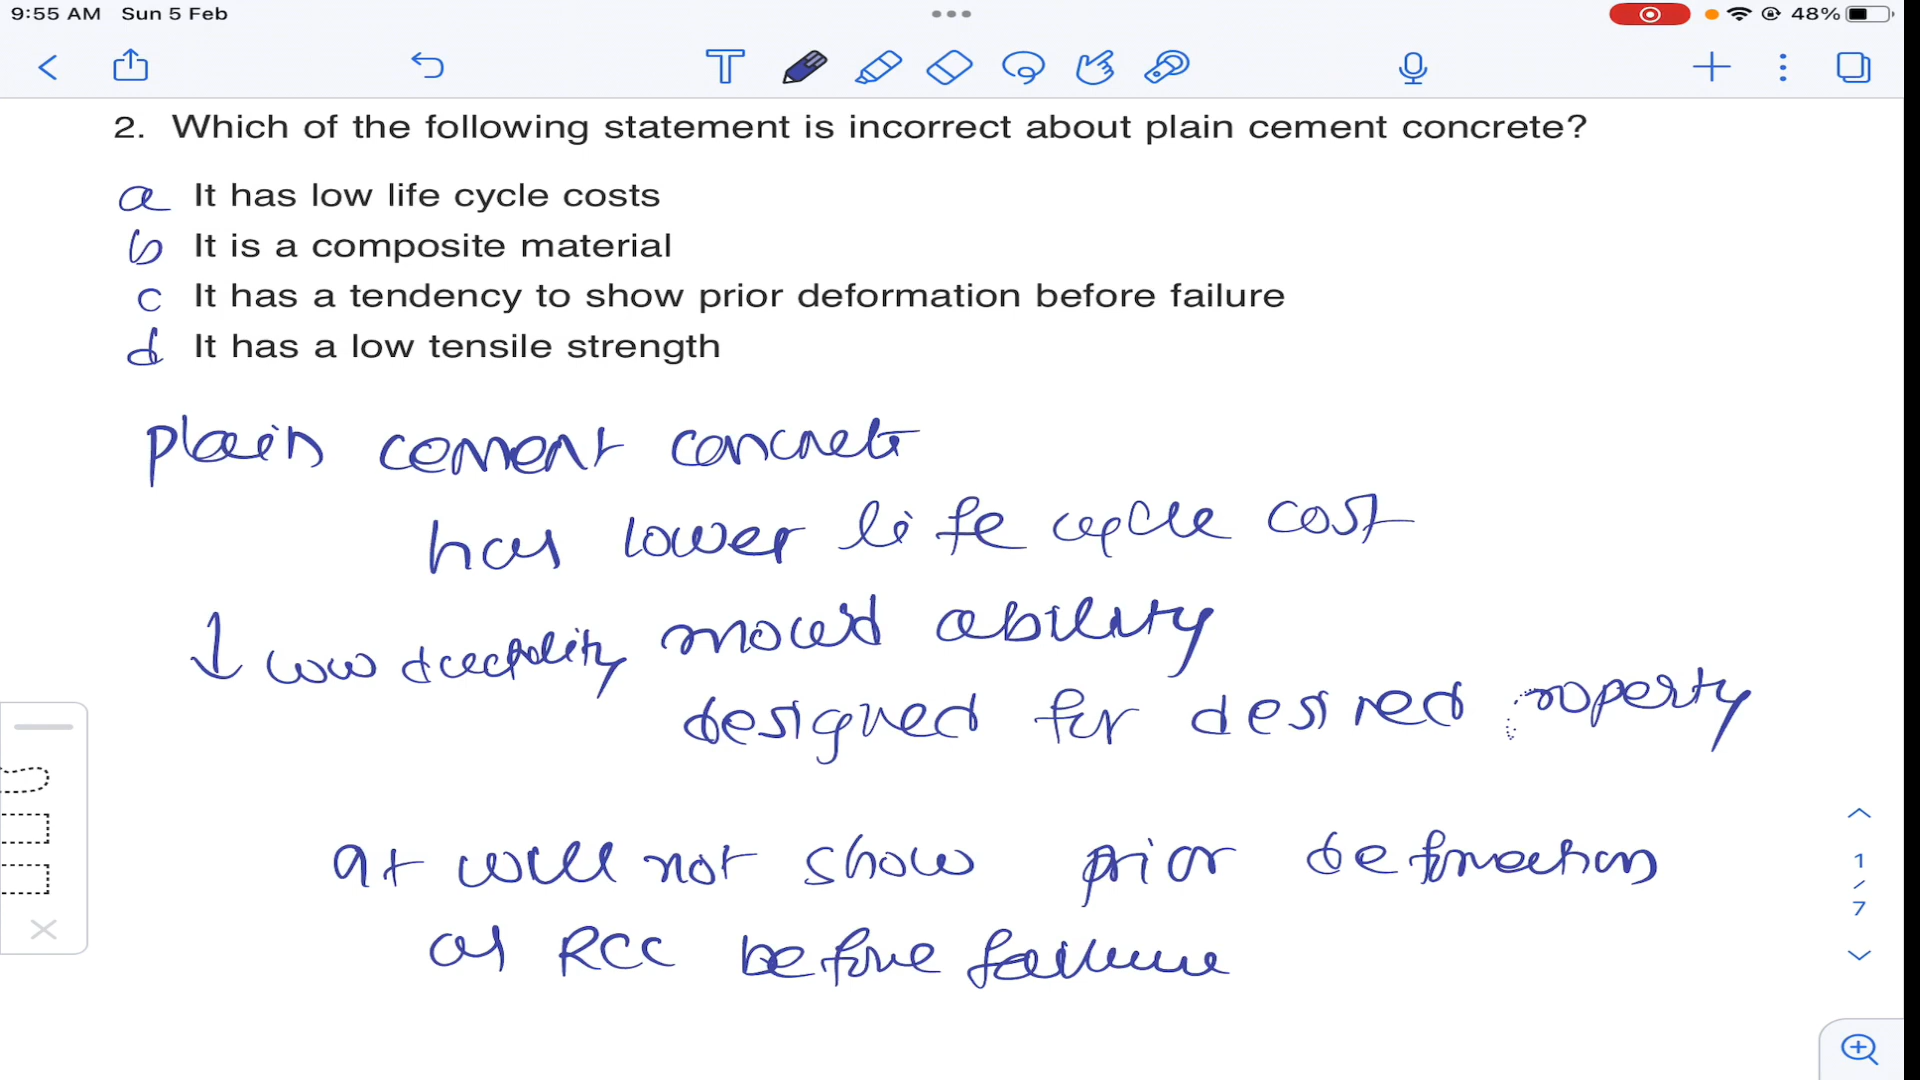 9:55 AM Sun 5 Feb
48%
T
2. Which of the following statement is incorrect about plain cement concrete?
a It has low life cycle costs
b It is a composite material
c It has a tendency to show prior deformation before failure
d It has a low tensile strength
plain cement concrete
has lower life cycle cost
↓ low ductility mould ability
designed for desired property
1
/
7
It will not show prior deformation
as RCC before failure